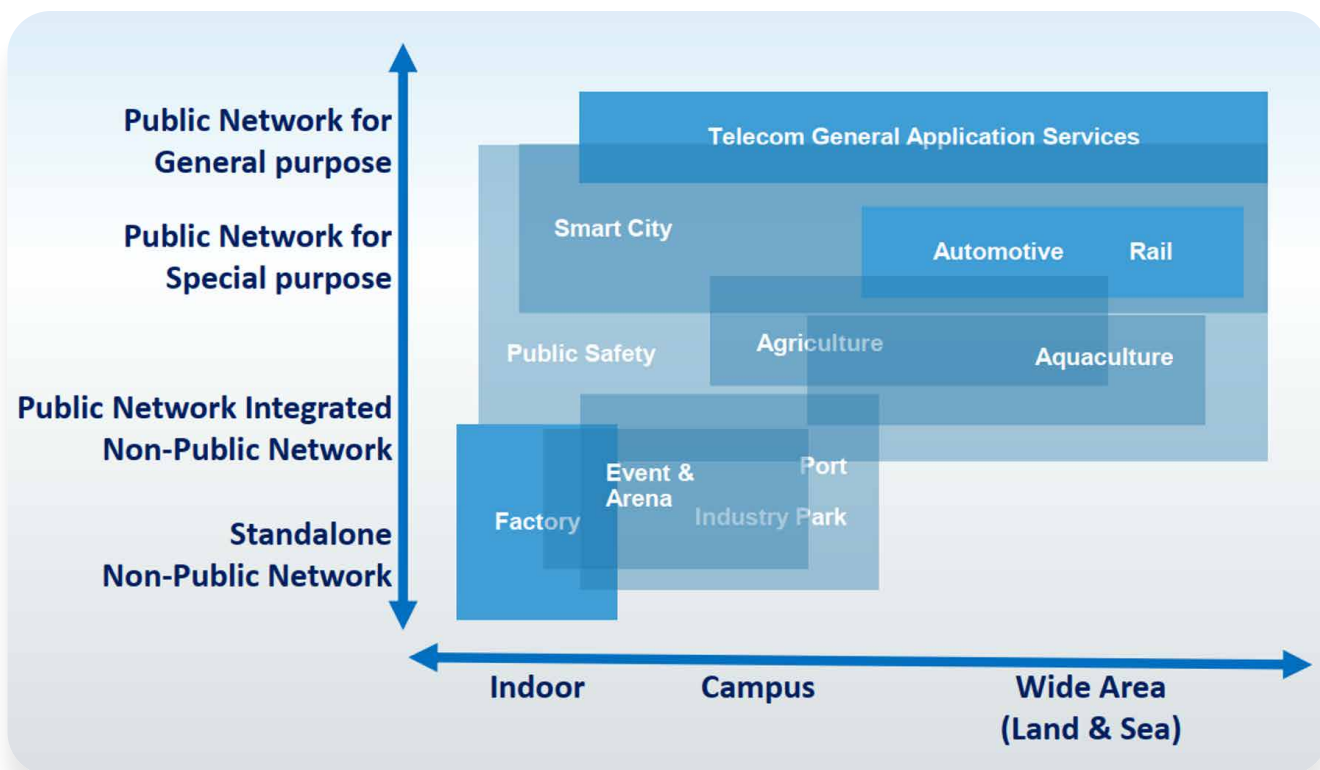 Public Network for
General purpose
Public Network for
Special purpose
Public Network Integrated
Non-Public Network
Standalone
Non-Public Network
Telecom General Application Services
Smart City
Automotive
Rail
Public Safety
Agriculture
Aquaculture
Event &
Arena
Port
Industry Park
Factory
Indoor
Campus
Wide Area
(Land & Sea)